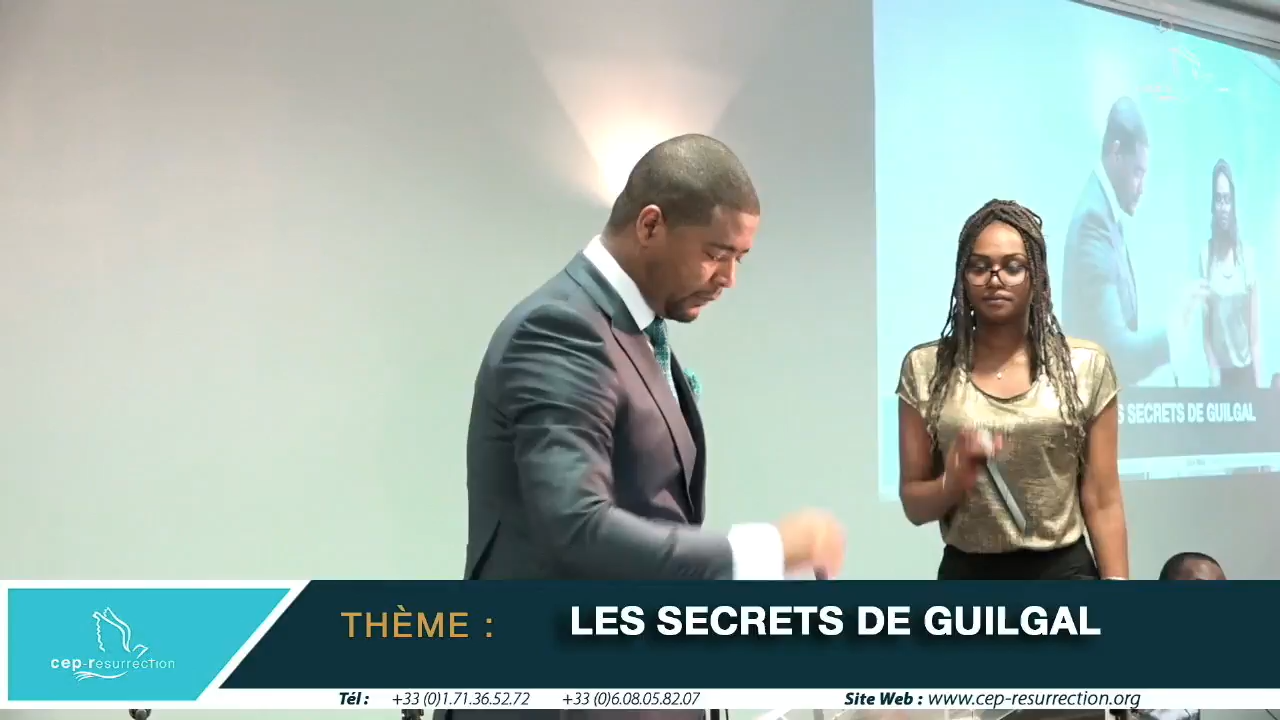 S SECRETS DE GUILGAL
THÈME :
LES SECRETS DE GUILGAL
cep-resurrection
Tél : +33 (0)1.71.36.52.72 +33 (0)6.08.05.82.07 Site Web : www.cep-resurrection.org